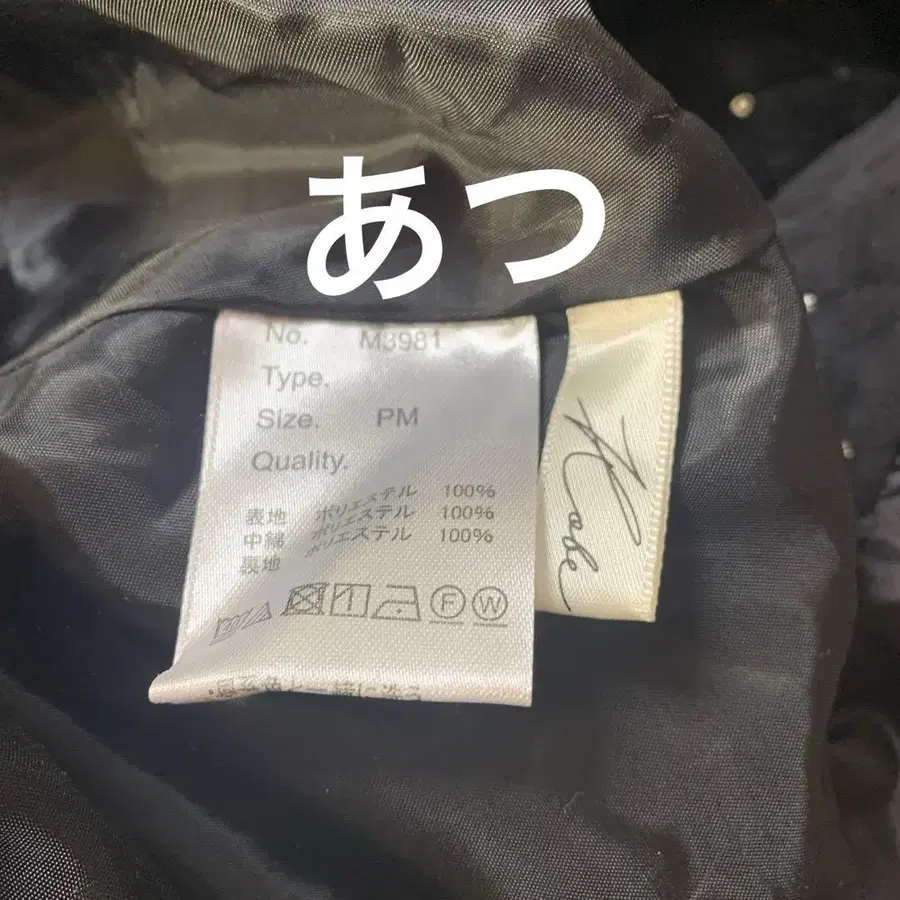 あつ
No. M3981
Type.
Size. PM
Quality.
表地 ポリエステル 100%
中綿 ポリエステル 100%
裏地 ポリエステル 100%
F W